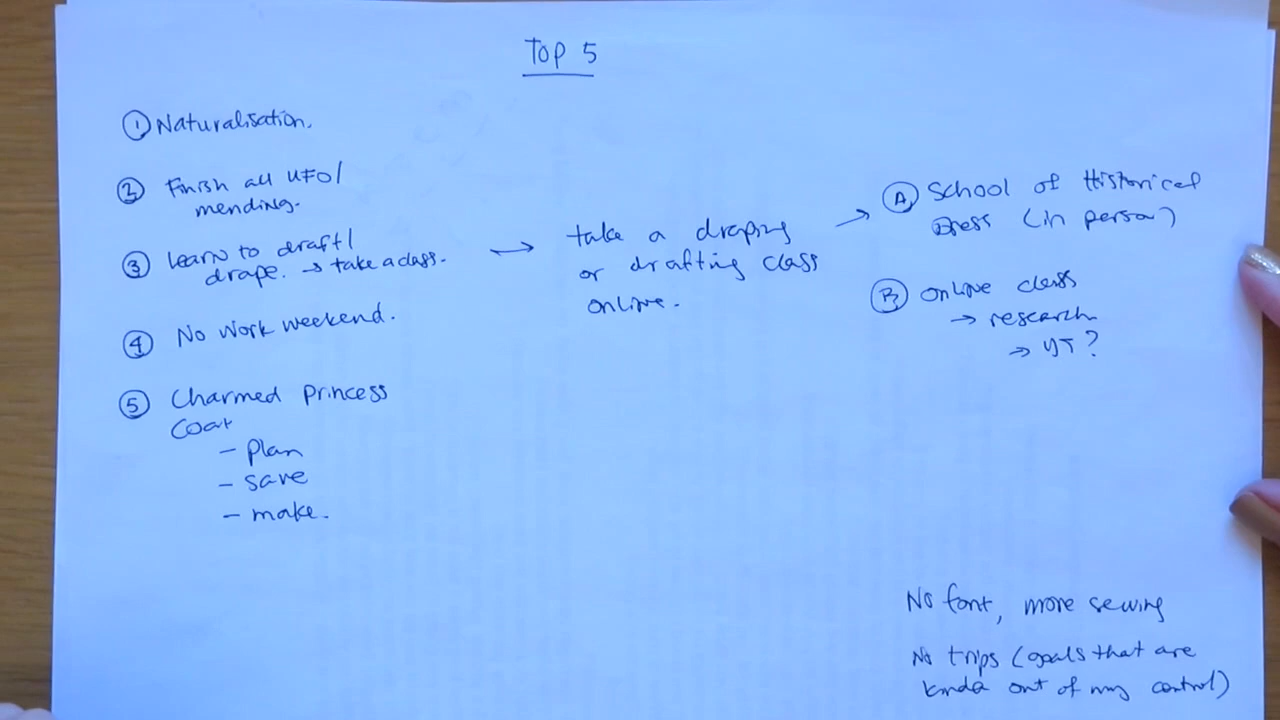 Top 5
① Naturalisation.
② Finish all UFO/
mending.
③ Learn to draft/
drape. → take a class.
→ take a draping
or drafting class
online.
→ Ⓐ School of Historical
Dress (in person)
Ⓑ Online class
→ research
→ YT?
④ No work weekend.
⑤ Charmed Princess
Coat
- plan
- save
- make.
No font, more sewing
No trips (goals that are
kinda out of my control)